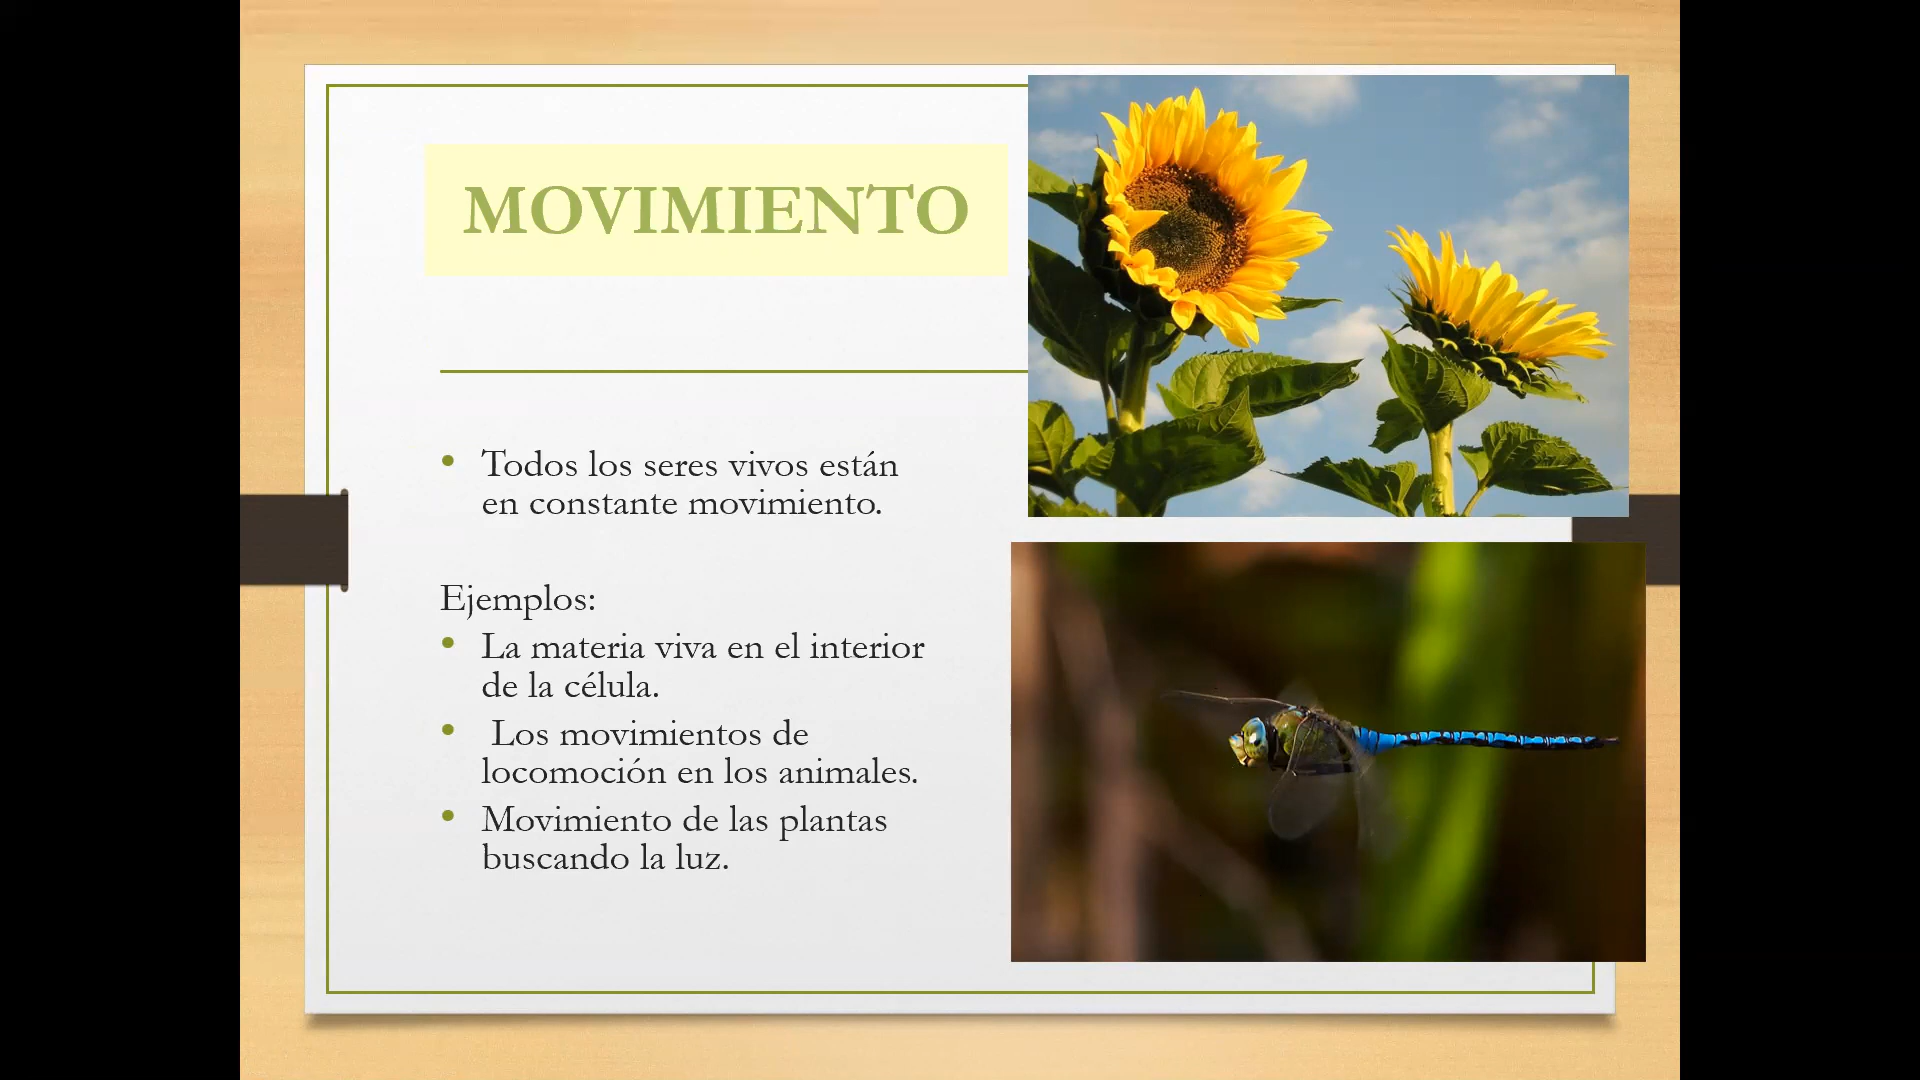 MOVIMIENTO
• Todos los seres vivos están
en constante movimiento.
Ejemplos:
• La materia viva en el interior
de la célula.
• Los movimientos de
locomoción en los animales.
• Movimiento de las plantas
buscando la luz.